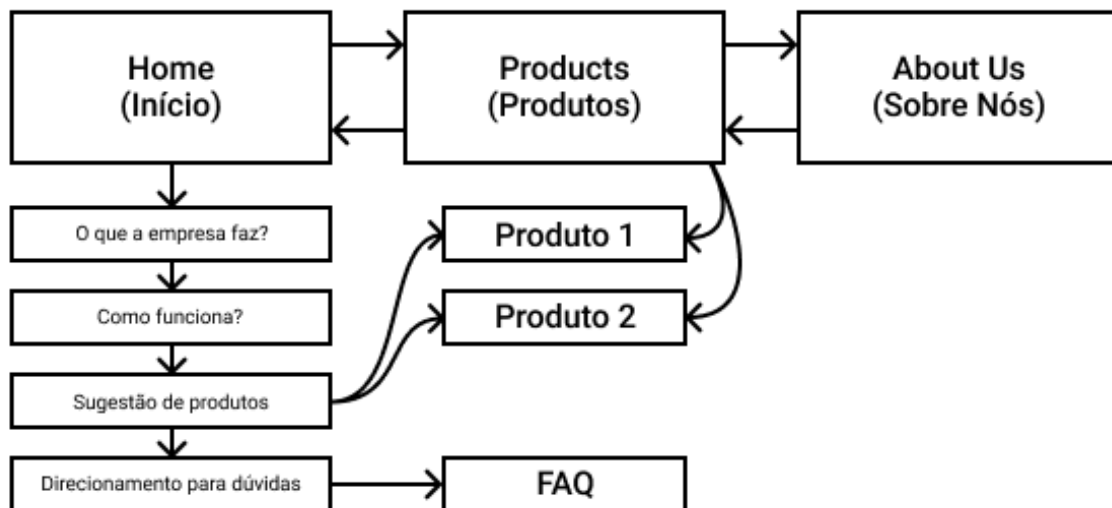 Home
(Início)
Products
(Produtos)
About Us
(Sobre Nós)
O que a empresa faz?
Produto 1
Como funciona?
Produto 2
Sugestão de produtos
Direcionamento para dúvidas
FAQ